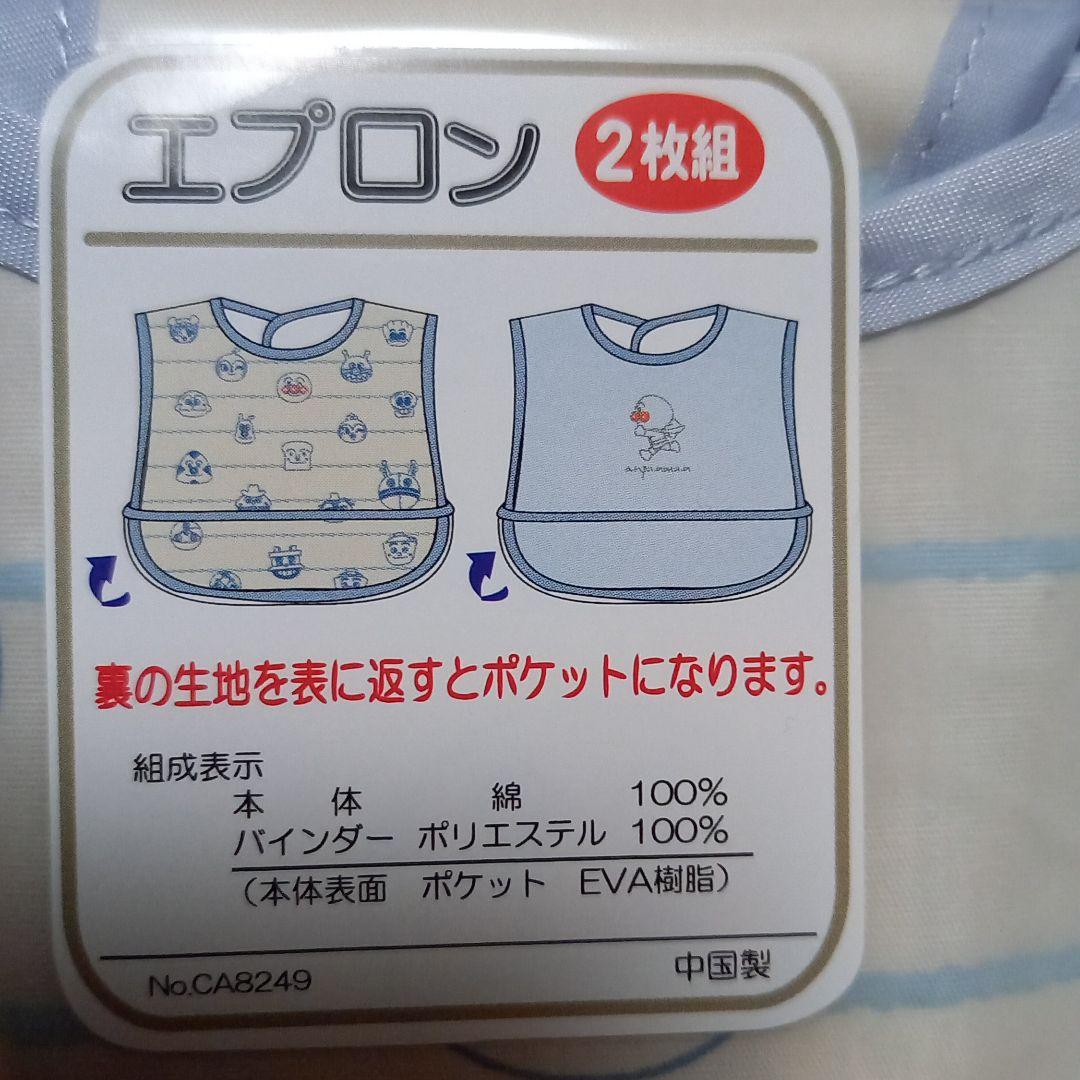 エプロン 2枚組
裏の生地を表に返すとポケットになります。
組成表示
本 体 綿 100%
バインダー ポリエステル 100%
(本体表面 ポケット EVA樹脂)
No.CA8249 中国製